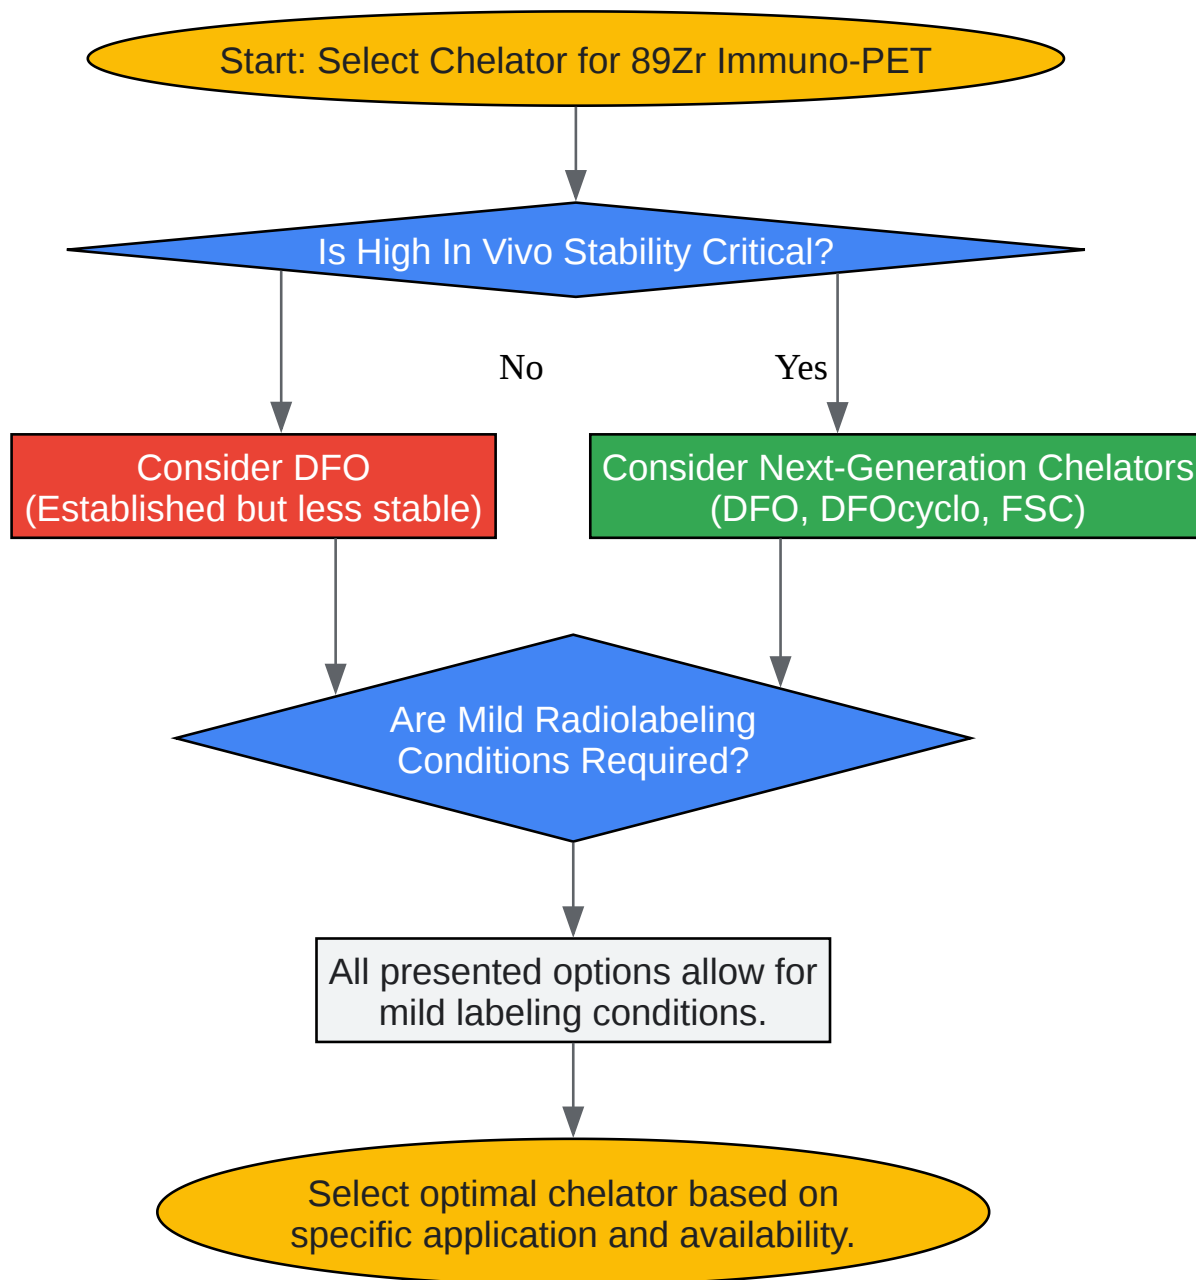 Start: Select Chelator for 89Zr Immuno-PET
Is High In Vivo Stability Critical?
No
Yes
Consider DFO
(Established but less stable)
Consider Next-Generation Chelators
(DFO, DFOcyclo, FSC)
Are Mild Radiolabeling
Conditions Required?
All presented options allow for
mild labeling conditions.
Select optimal chelator based on
specific application and availability.